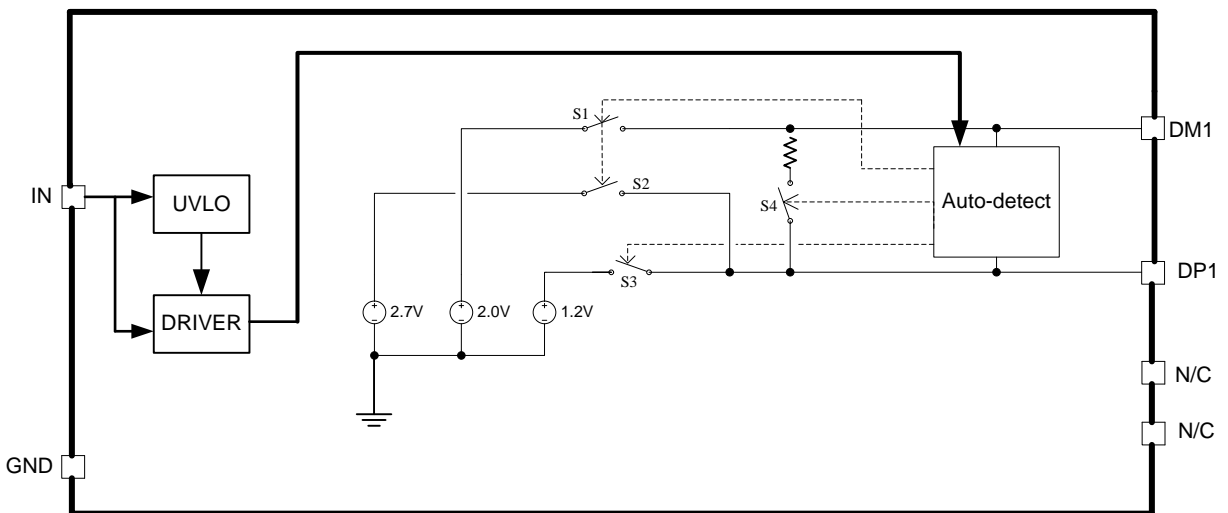 S1
DM1
IN
UVLO
S2
S4
Auto-detect
S3
DP1
DRIVER
2.7V
2.0V
1.2V
N/C
N/C
GND